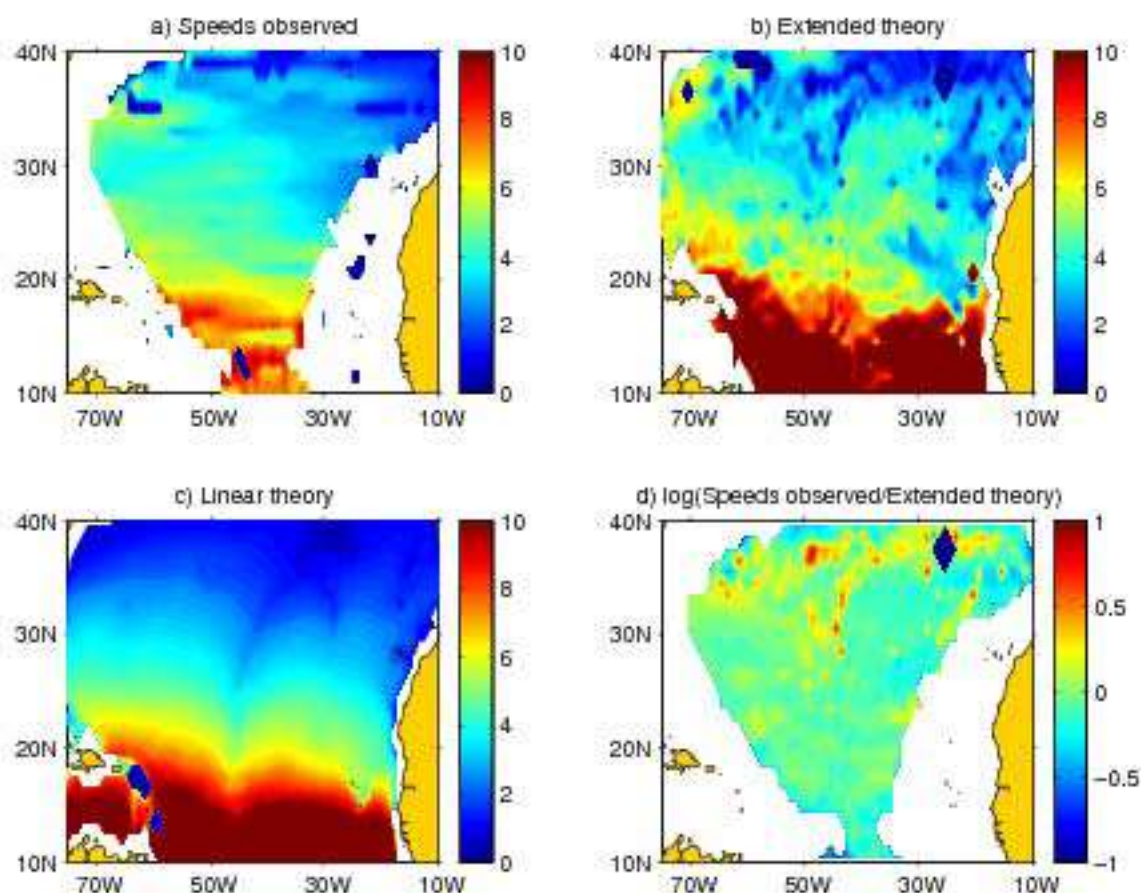 a) Speeds observed
40N
30N
20N
10N
70W 50W 30W 10W
10
8
6
4
2
0
b) Extended theory
40N
30N
20N
10N
70W 50W 30W 10W
10
8
6
4
2
0
c) Linear theory
40N
30N
20N
10N
70W 50W 30W 10W
10
8
6
4
2
0
d) log(Speeds observed/Extended theory)
40N
30N
20N
10N
70W 50W 30W 10W
1
0.5
0
−0.5
−1